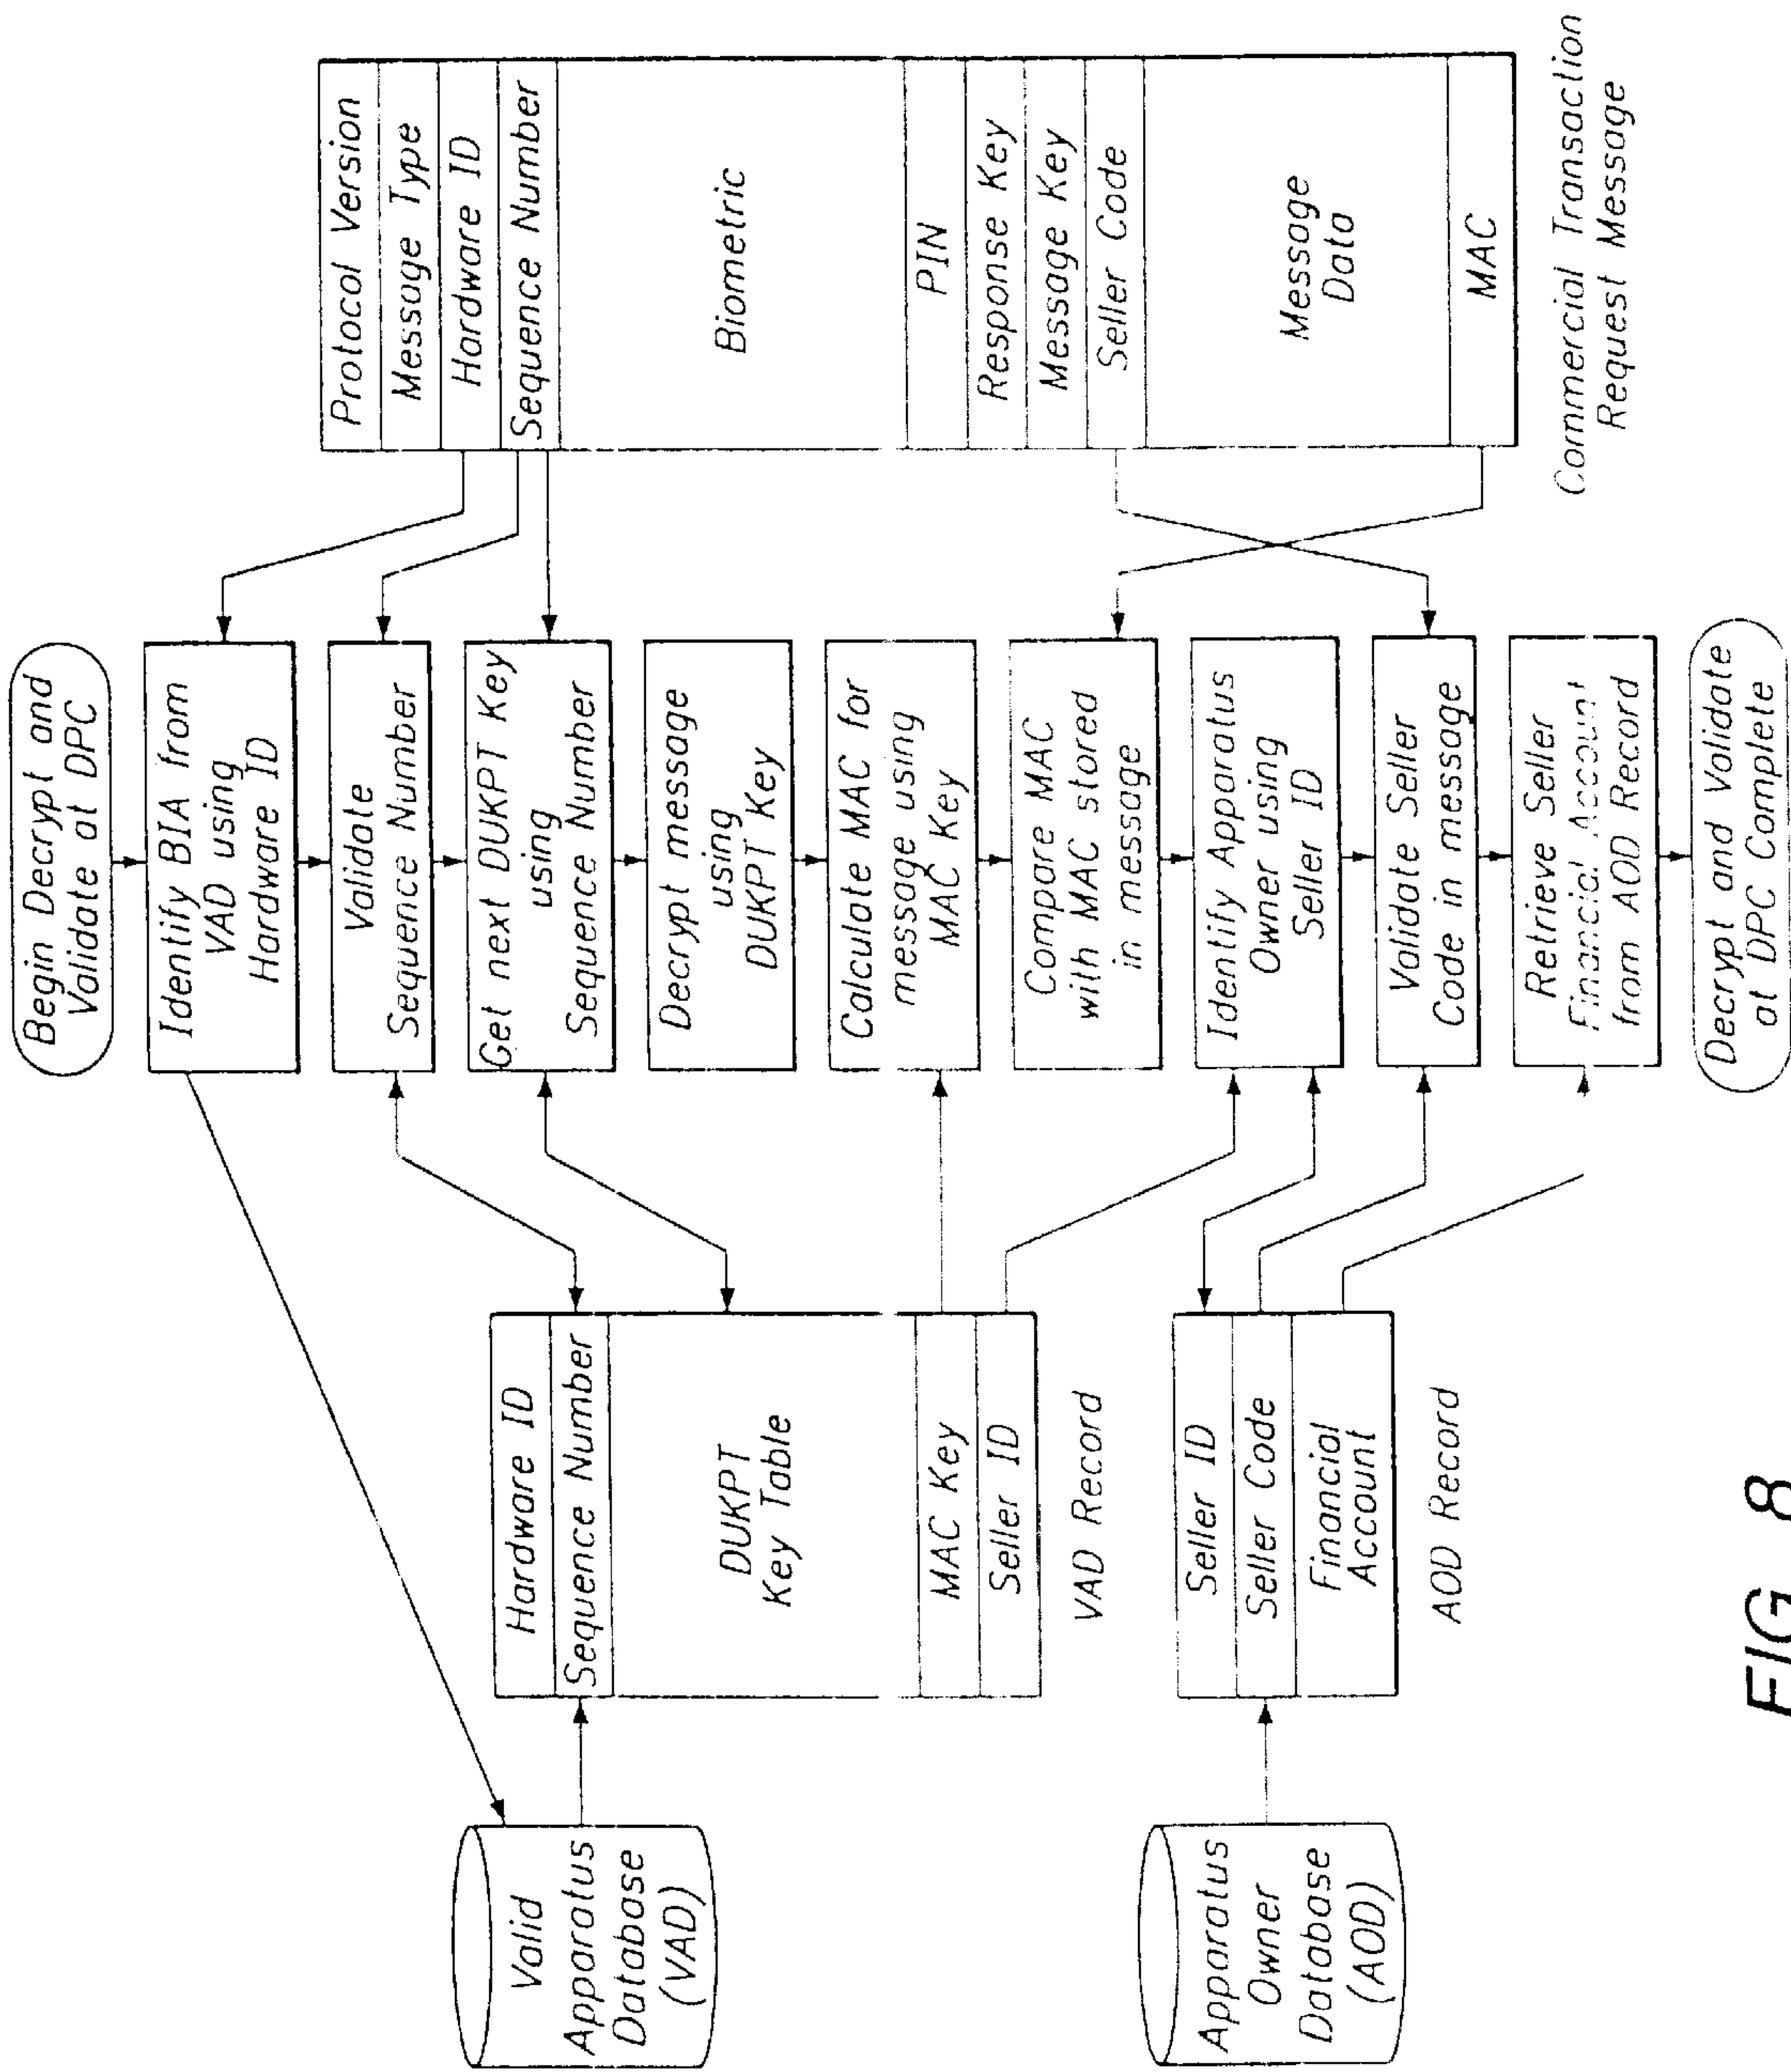 Begin Decrypt and
Validate at DPC
Identify BIA from
VAD using
Hardware ID
Validate
Sequence Number
Get next DUKPT Key
using
Sequence Number
Decrypt message
using
DUKPT Key
Calculate MAC for
message using
MAC Key
Compare MAC
with MAC stored
in message
Identify Apparatus
Owner using
Seller ID
Validate Seller
Code in message
Retrieve Seller
Financial Account
from AOD Record
Decrypt and Validate
at DPC Complete
Valid
Apparatus
Database
(VAD)
Hardware ID
Sequence Number
DUKPT
Key Table
MAC Key
Seller ID
VAD Record
Apparatus
Owner
Database
(AOD)
Seller ID
Seller Code
Financial
Account
AOD Record
Protocol Version
Message Type
Hardware ID
Sequence Number
Biometric
PIN
Response Key
Message Key
Seller Code
Message
Data
MAC
Commercial Transaction
Request Message
FIG. 8